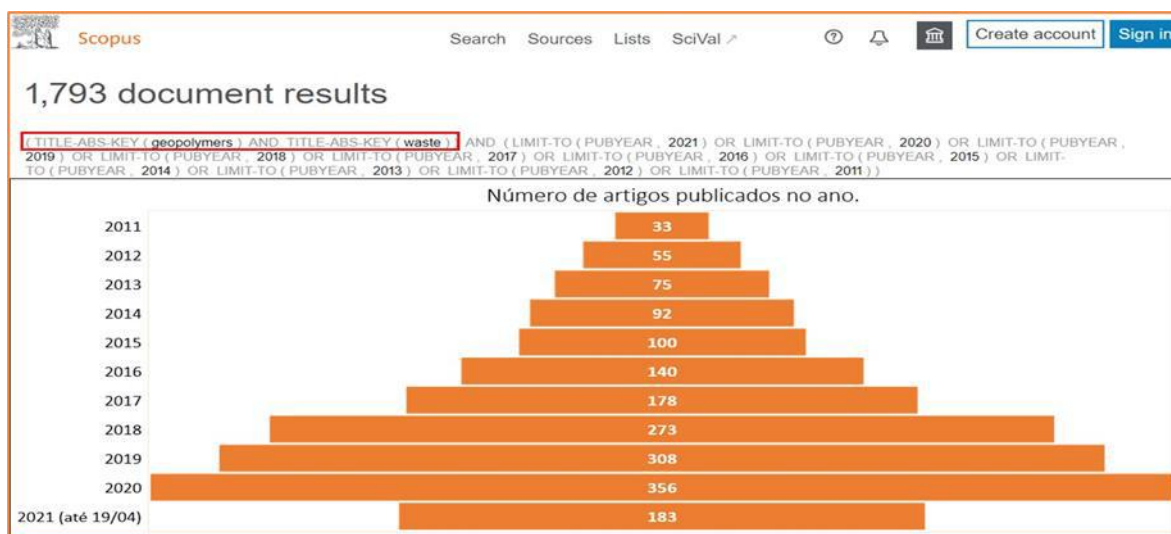 Scopus Search Sources Lists SciVal ↗ Create account Sign in
1,793 document results
( TITLE-ABS-KEY ( geopolymers ) AND TITLE-ABS-KEY ( waste ) ) AND ( LIMIT-TO ( PUBYEAR , 2021 ) OR LIMIT-TO ( PUBYEAR , 2020 ) OR LIMIT-TO ( PUBYEAR ,
2019 ) OR LIMIT-TO ( PUBYEAR , 2018 ) OR LIMIT-TO ( PUBYEAR , 2017 ) OR LIMIT-TO ( PUBYEAR , 2016 ) OR LIMIT-TO ( PUBYEAR , 2015 ) OR LIMIT-
TO ( PUBYEAR , 2014 ) OR LIMIT-TO ( PUBYEAR , 2013 ) OR LIMIT-TO ( PUBYEAR , 2012 ) OR LIMIT-TO ( PUBYEAR , 2011 ) )
Número de artigos publicados no ano.
2011 33
2012 55
2013 75
2014 92
2015 100
2016 140
2017 178
2018 273
2019 308
2020 356
2021 (até 19/04) 183